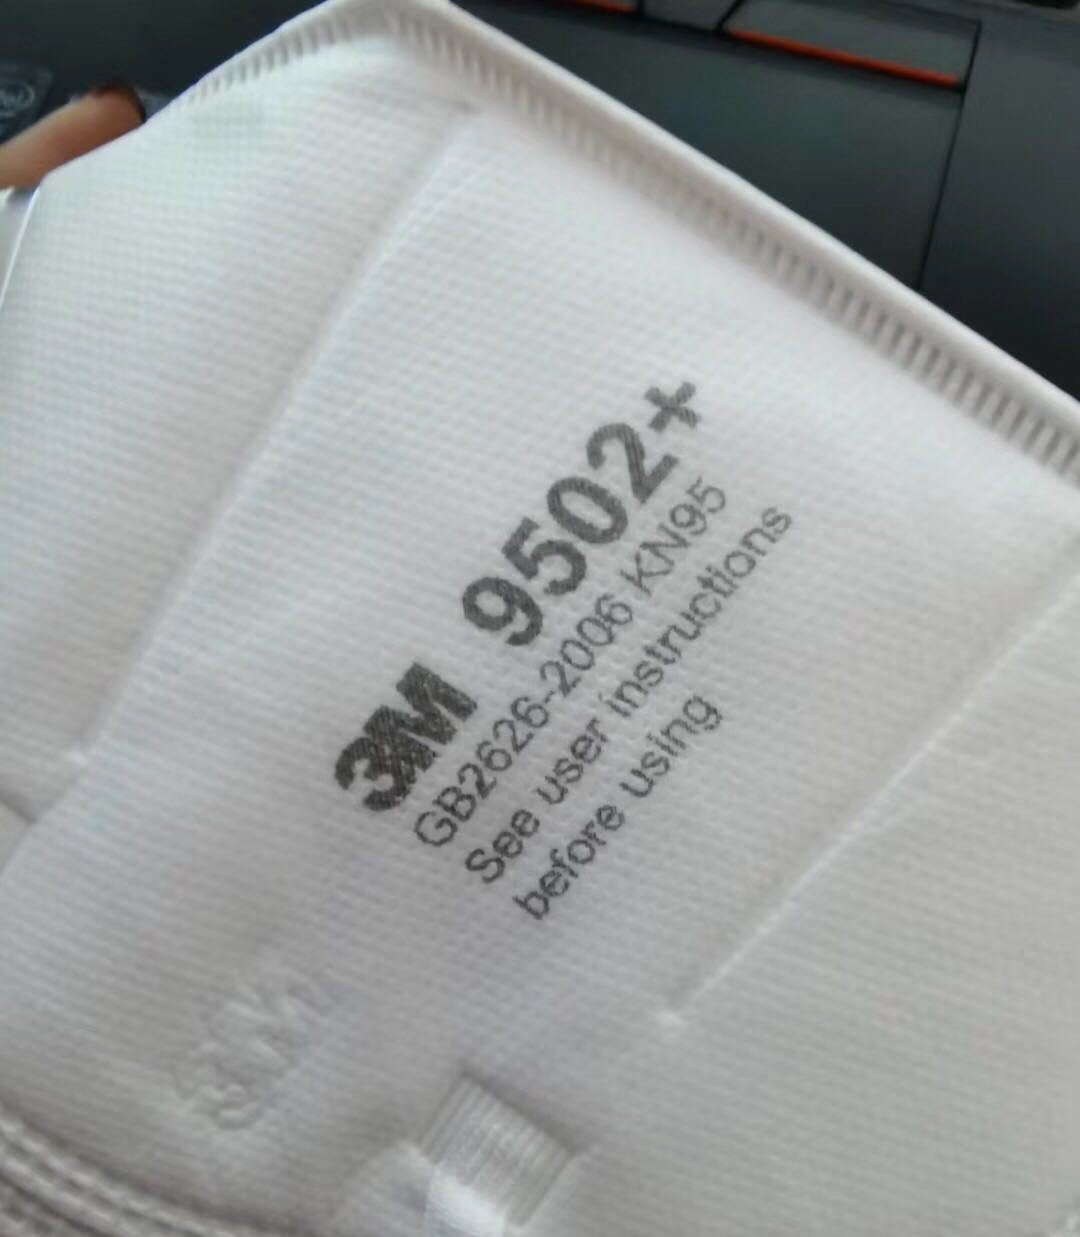 3M 9502+
GB2626-2006 KN95
See user instructions
before using
3M